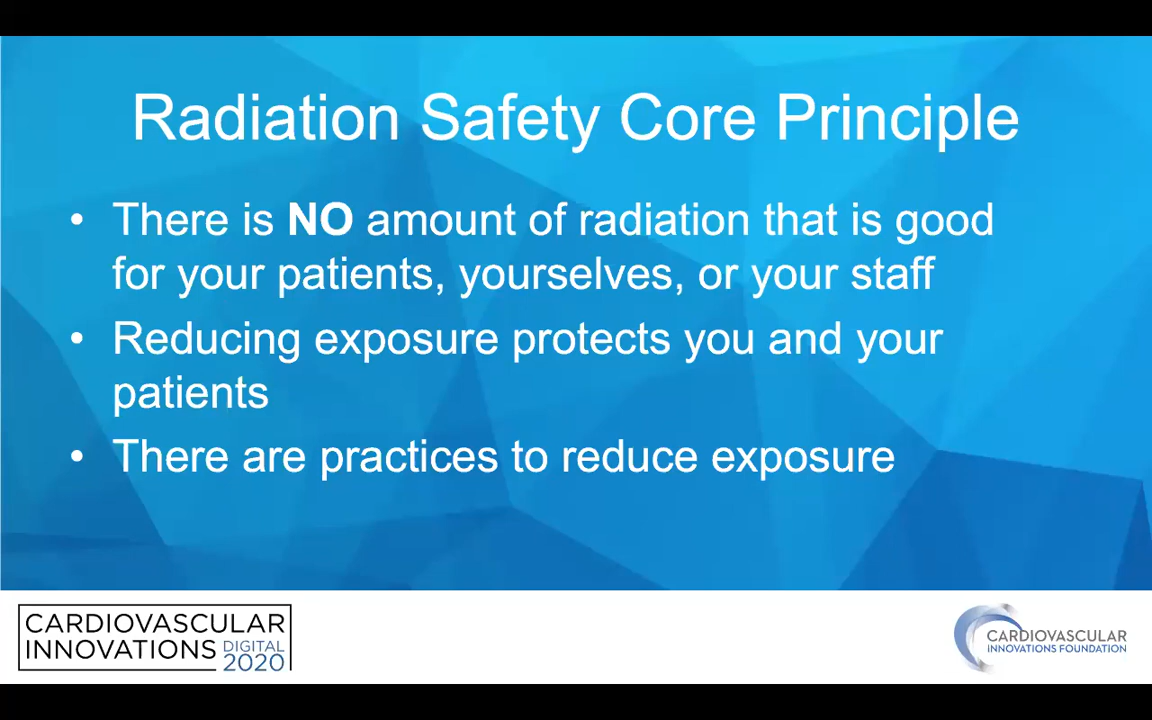 Radiation Safety Core Principle
• There is NO amount of radiation that is good
for your patients, yourselves, or your staff
• Reducing exposure protects you and your
patients
• There are practices to reduce exposure
CARDIOVASCULAR
INNOVATIONS DIGITAL
2020
CARDIOVASCULAR
INNOVATIONS FOUNDATION